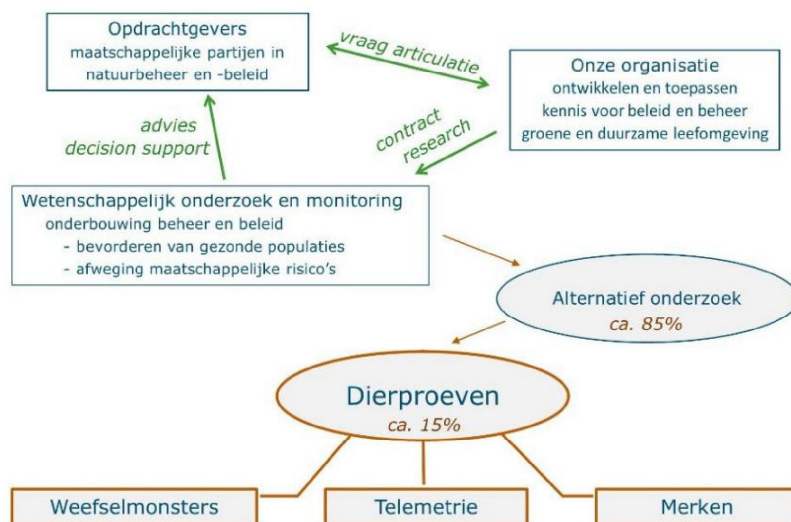 Opdrachtgevers
maatschappelijke partijen in
natuurbeheer en -beleid
vraag articulatie
Onze organisatie
ontwikkelen en toepassen
kennis voor beleid en beheer
groene en duurzame leefomgeving
advies
decision support
contract
research
Wetenschappelijk onderzoek en monitoring
onderbouwing beheer en beleid
- bevorderen van gezonde populaties
- afweging maatschappelijke risico's
Alternatief onderzoek
ca. 85%
Dierproeven
ca. 15%
Weefselmonsters
Telemetrie
Merken